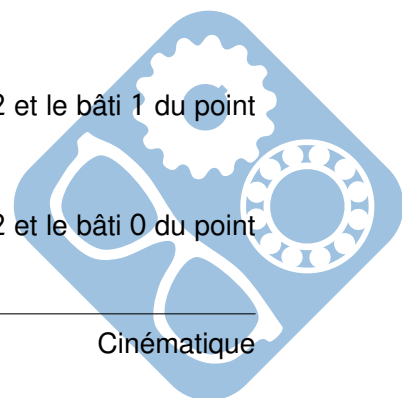 2 et le bâti 1 du point
2 et le bâti 0 du point
Cinématique